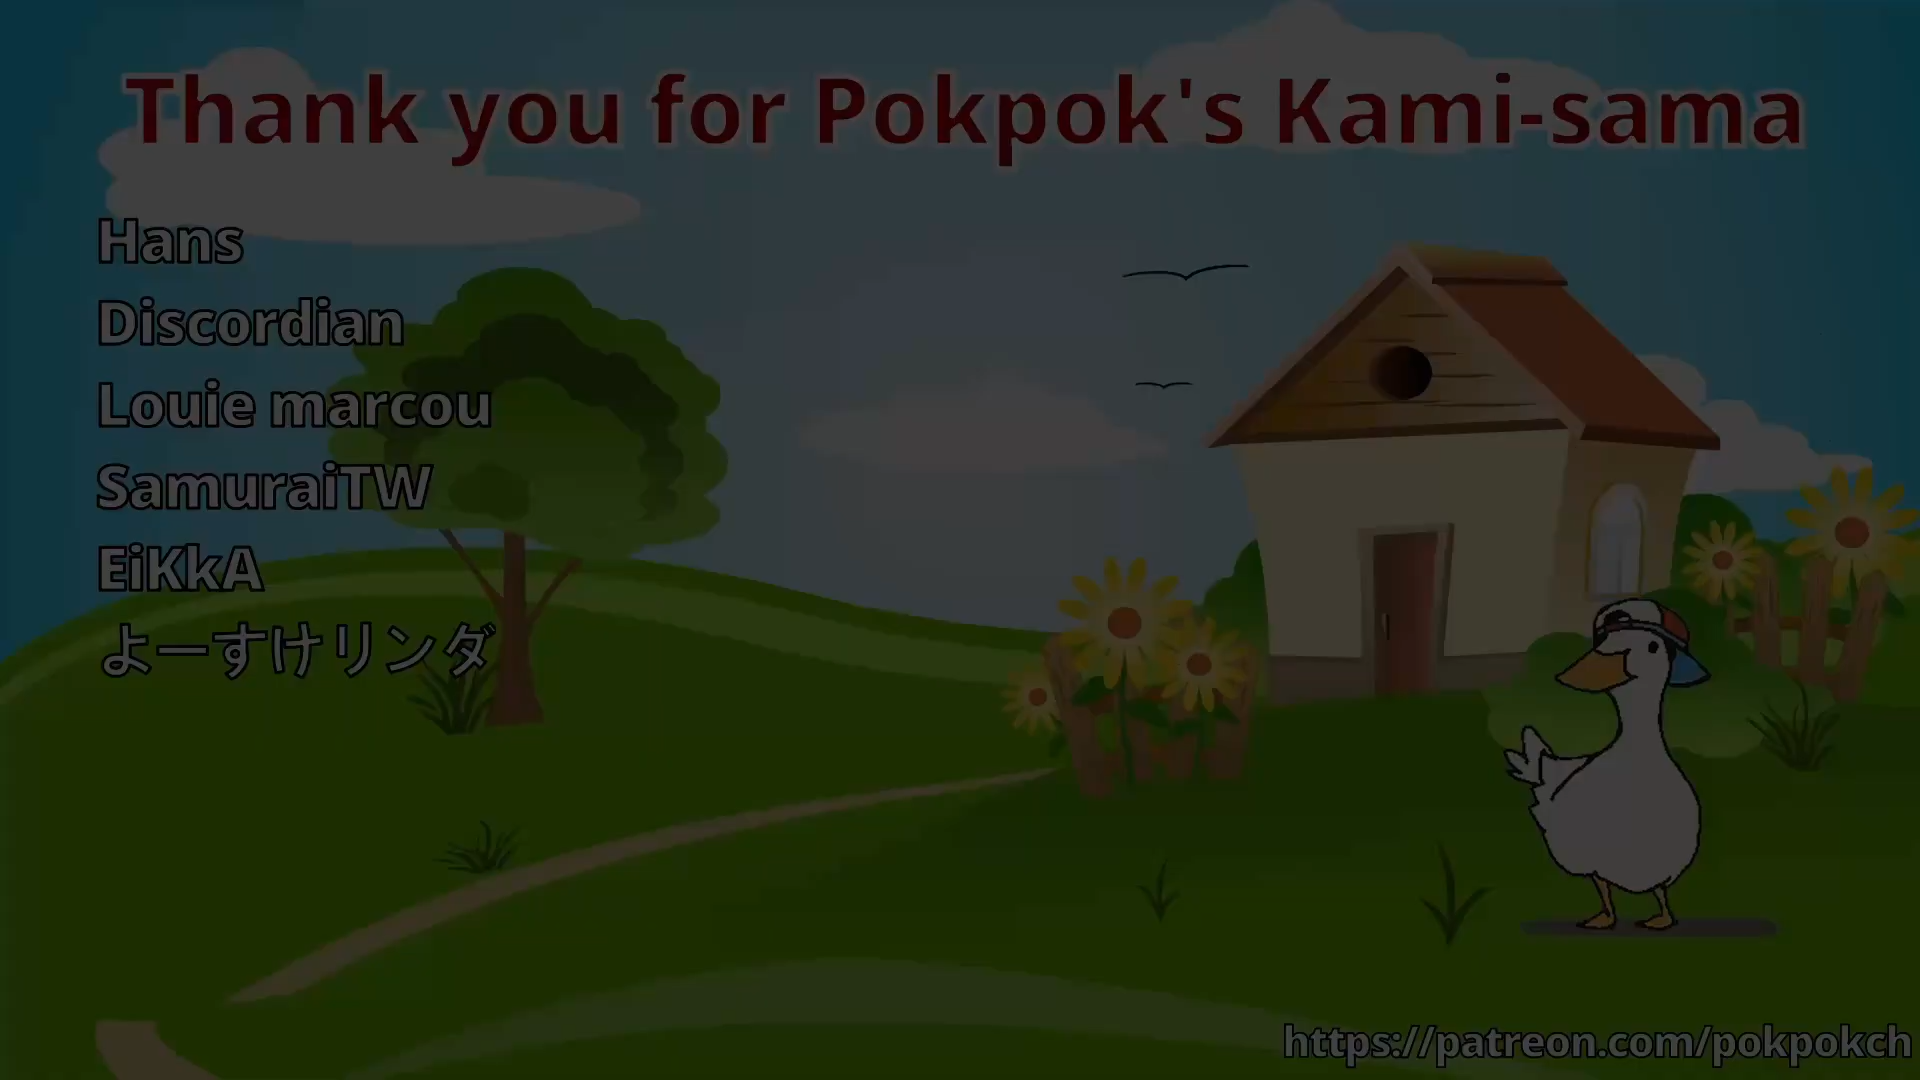 Thank you for Pokpok's Kami-sama
Hans
Discordian
Louie marcou
SamuraiTW
EiKkA
よーすけリンダ
https://patreon.com/pokpokch